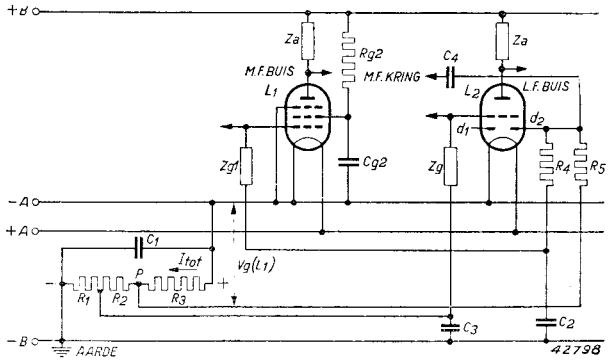 +B
Za
Rg2
Za
C4
M.F. BUIS
M.F. KRING
L.F. BUIS
L1
L2
d1
d2
Zg1
Cg2
Zg
R4
R5
-A
+A
C1
Itot
Vg(L1)
-
P
+
R1
R2
R3
C3
C2
-B
AARDE
42798